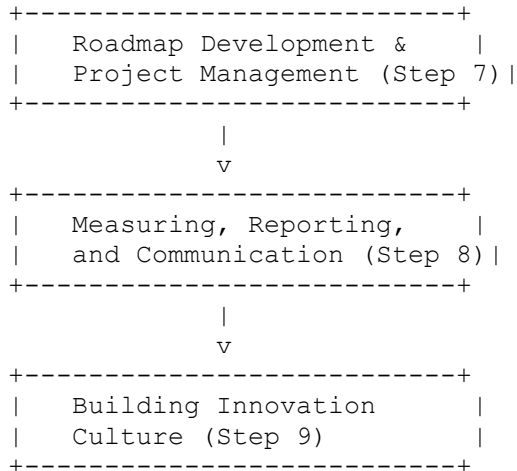 +---------------------------+
|   Roadmap Development &    |
|   Project Management (Step 7)|
+---------------------------+
             |
             v
+---------------------------+
|   Measuring, Reporting,    |
|   and Communication (Step 8)|
+---------------------------+
             |
             v
+---------------------------+
|   Building Innovation      |
|   Culture (Step 9)         |
+---------------------------+